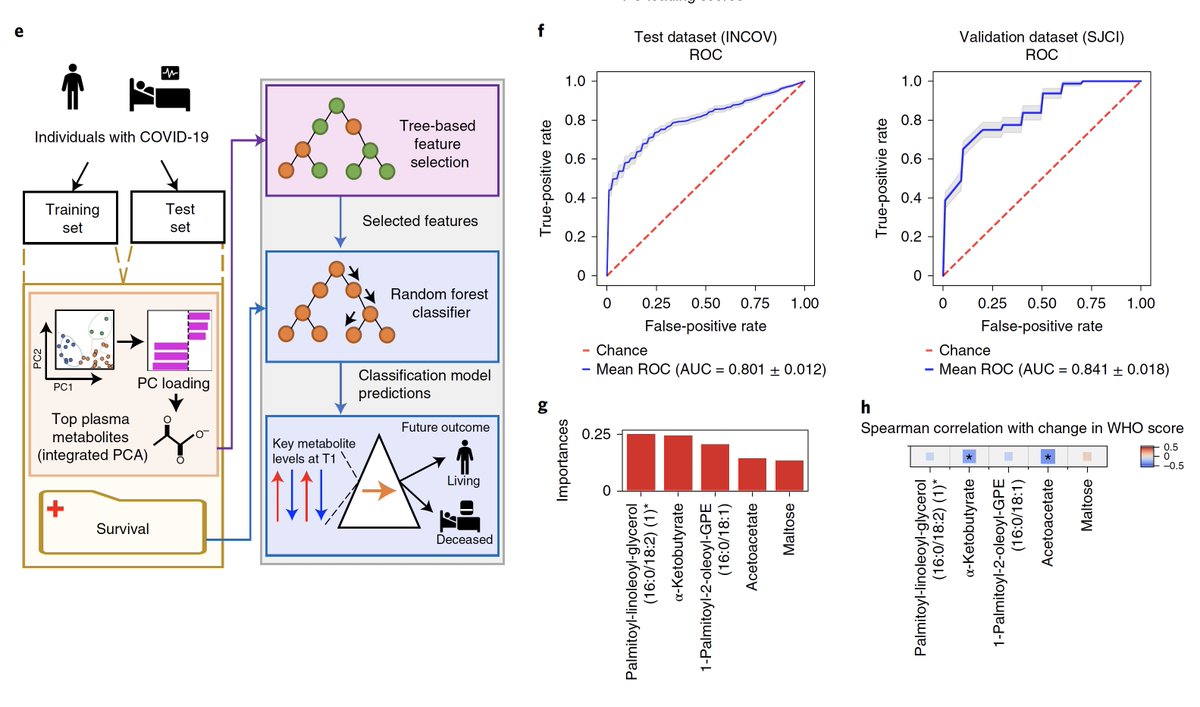 e
Individuals with COVID-19
Training
set
Test
set
PC2
PC1
PC loading
Top plasma
metabolites
(integrated PCA)
O
O–
O
Survival
Tree-based
feature
selection
Selected features
Random forest
classifier
Classification model
predictions
Key metabolite
levels at T1
Future outcome
Living
Deceased
f
Test dataset (INCOV)
ROC
True-positive rate
1.0
0.8
0.6
0.4
0.2
0
0 0.25 0.50 0.75 1.00
False-positive rate
Chance
Mean ROC (AUC = 0.801 ± 0.012)
Validation dataset (SJCI)
ROC
True-positive rate
1.0
0.8
0.6
0.4
0.2
0
0 0.25 0.50 0.75 1.00
False-positive rate
Chance
Mean ROC (AUC = 0.841 ± 0.018)
g
Importances
0.25
0
Palmitoyl-linoleoyl-glycerol
(16:0/18:2) (1)*
α-Ketobutyrate
1-Palmitoyl-2-oleoyl-GPE
(16:0/18:1)
Acetoacetate
Maltose
h
Spearman correlation with change in WHO score
* *
0.5
0
−0.5
Palmitoyl-linoleoyl-glycerol
(16:0/18:2) (1)*
α-Ketobutyrate
1-Palmitoyl-2-oleoyl-GPE
(16:0/18:1)
Acetoacetate
Maltose